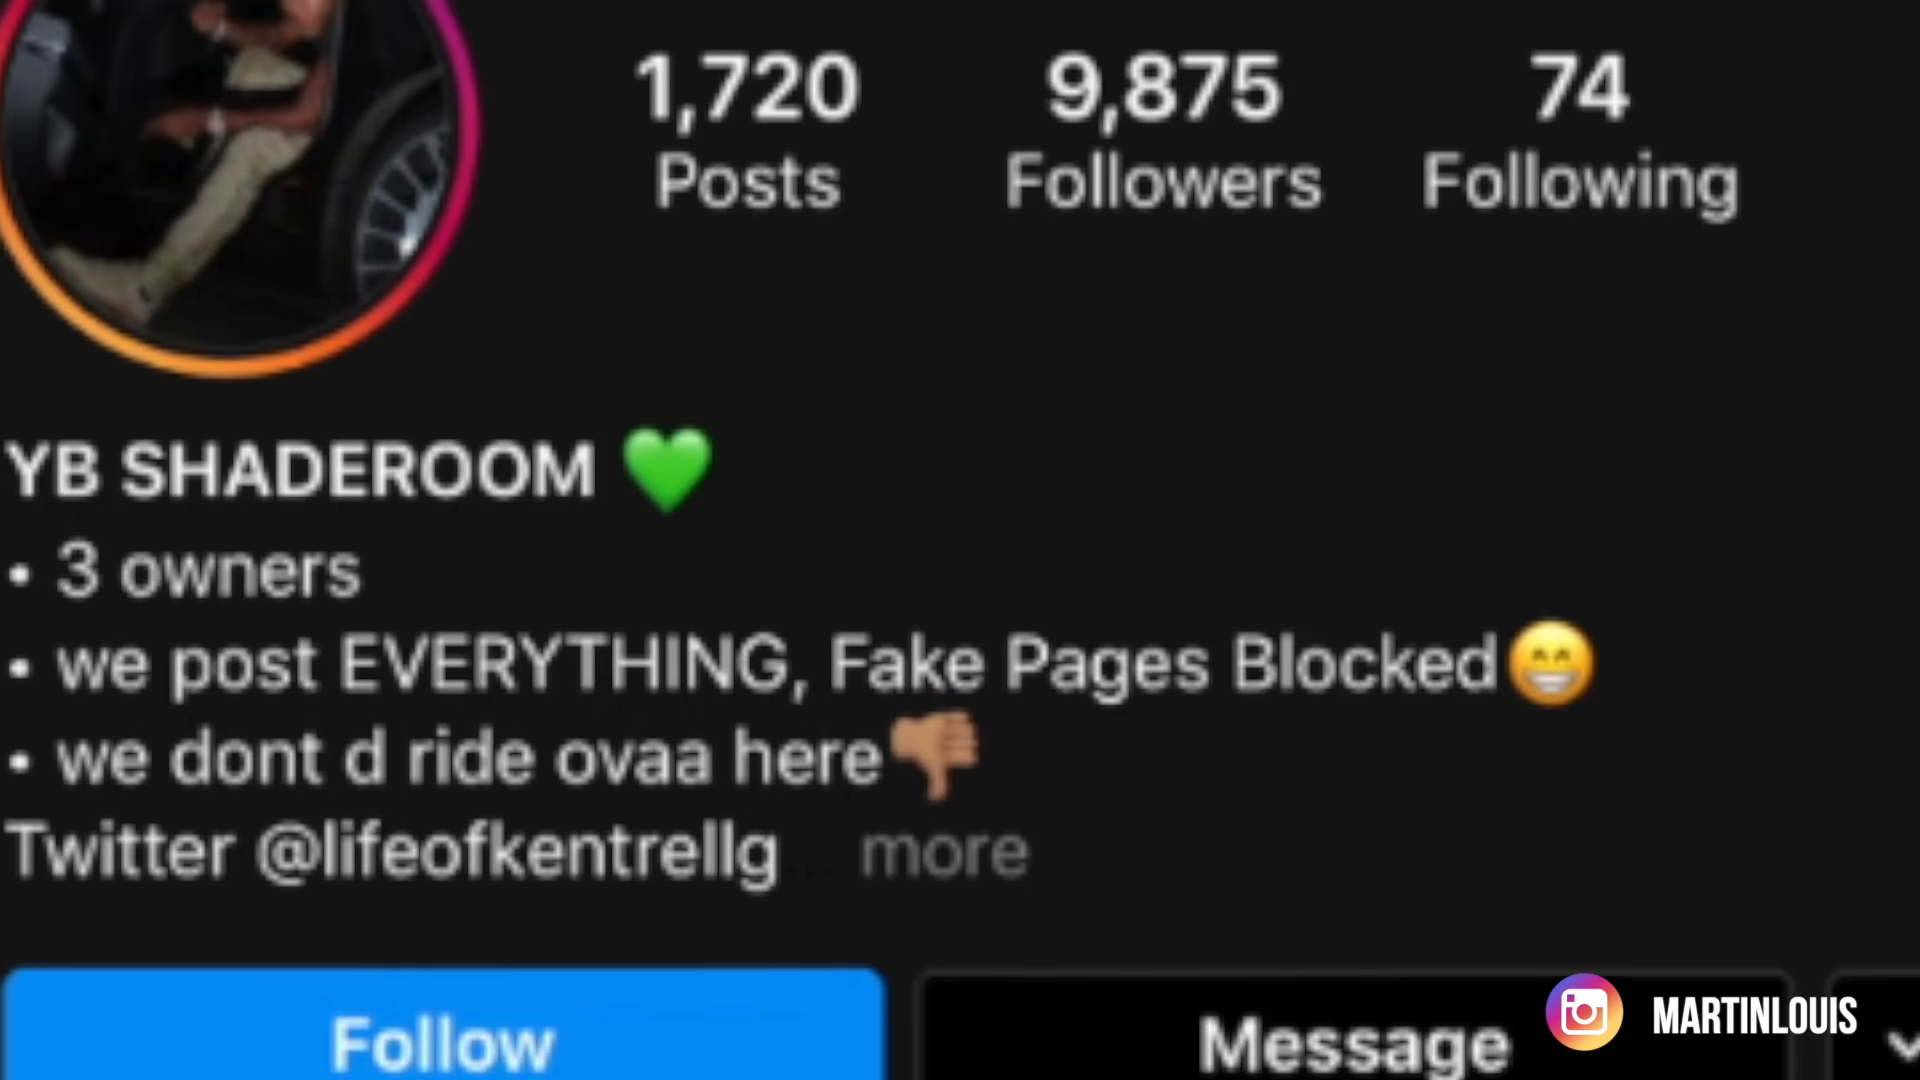 1,720 9,875 74
Posts Followers Following
YB SHADEROOM 💚
• 3 owners
• we post EVERYTHING, Fake Pages Blocked😁
• we dont d ride ovaa here👎🏽
Twitter @lifeofkentrellg... more
Follow Message
MARTINLOUIS